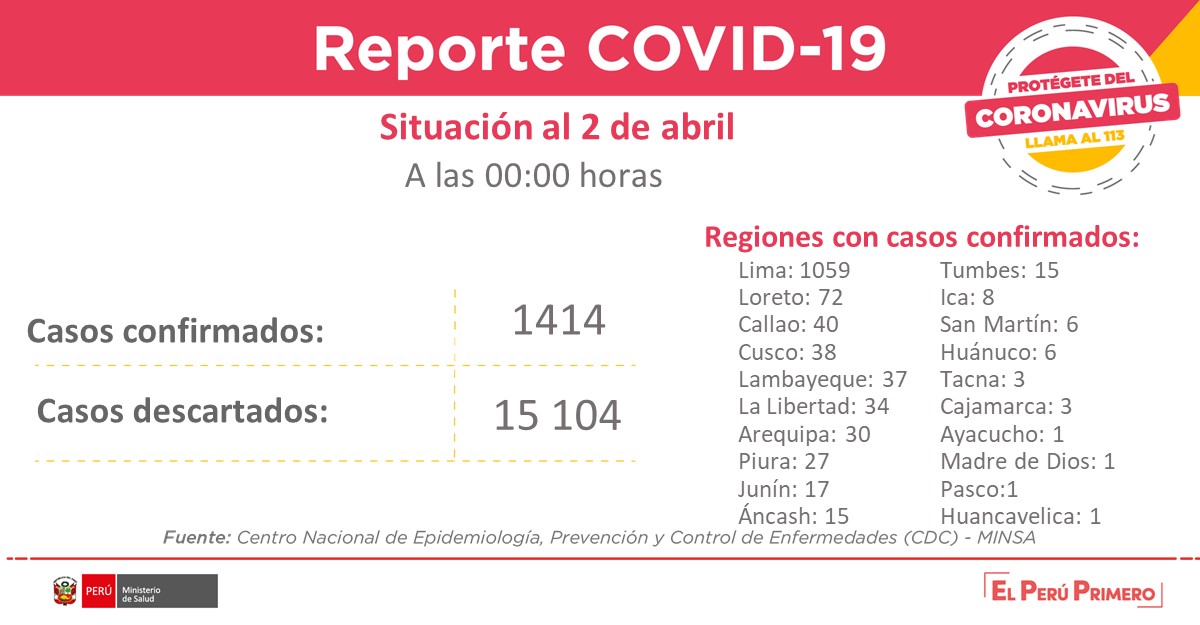 Reporte COVID-19
PROTÉGETE DEL
CORONAVIRUS
LLAMA AL 113
Situación al 2 de abril
A las 00:00 horas
Casos confirmados:
1414
Casos descartados:
15 104
Regiones con casos confirmados:
Lima: 1059
Loreto: 72
Callao: 40
Cusco: 38
Lambayeque: 37
La Libertad: 34
Arequipa: 30
Piura: 27
Junín: 17
Áncash: 15
Tumbes: 15
Ica: 8
San Martín: 6
Huánuco: 6
Tacna: 3
Cajamarca: 3
Ayacucho: 1
Madre de Dios: 1
Pasco:1
Huancavelica: 1
Fuente: Centro Nacional de Epidemiología, Prevención y Control de Enfermedades (CDC) - MINSA
PERÚ
Ministerio
de Salud
EL PERÚ PRIMERO